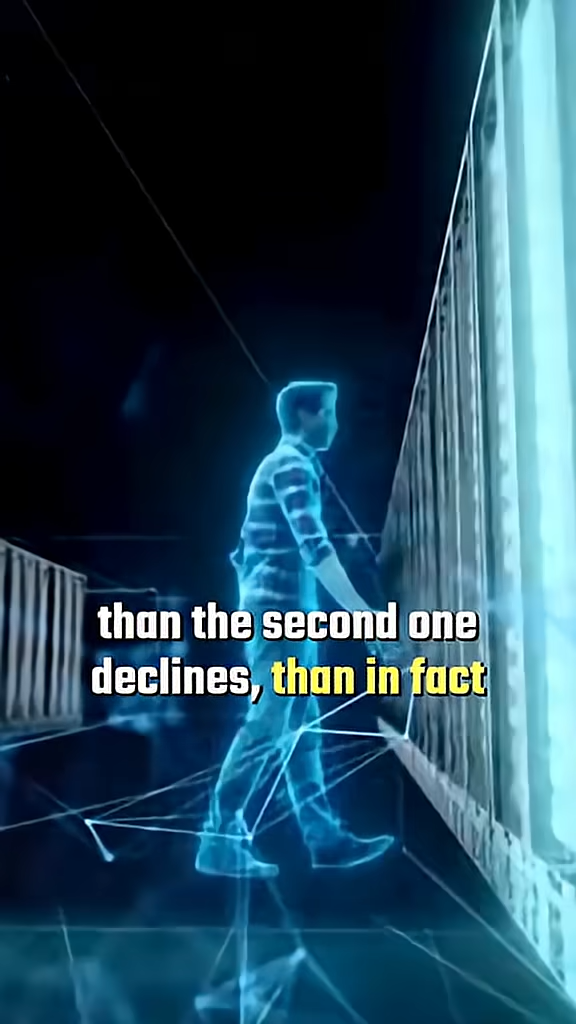 than the second one
declines, than in fact